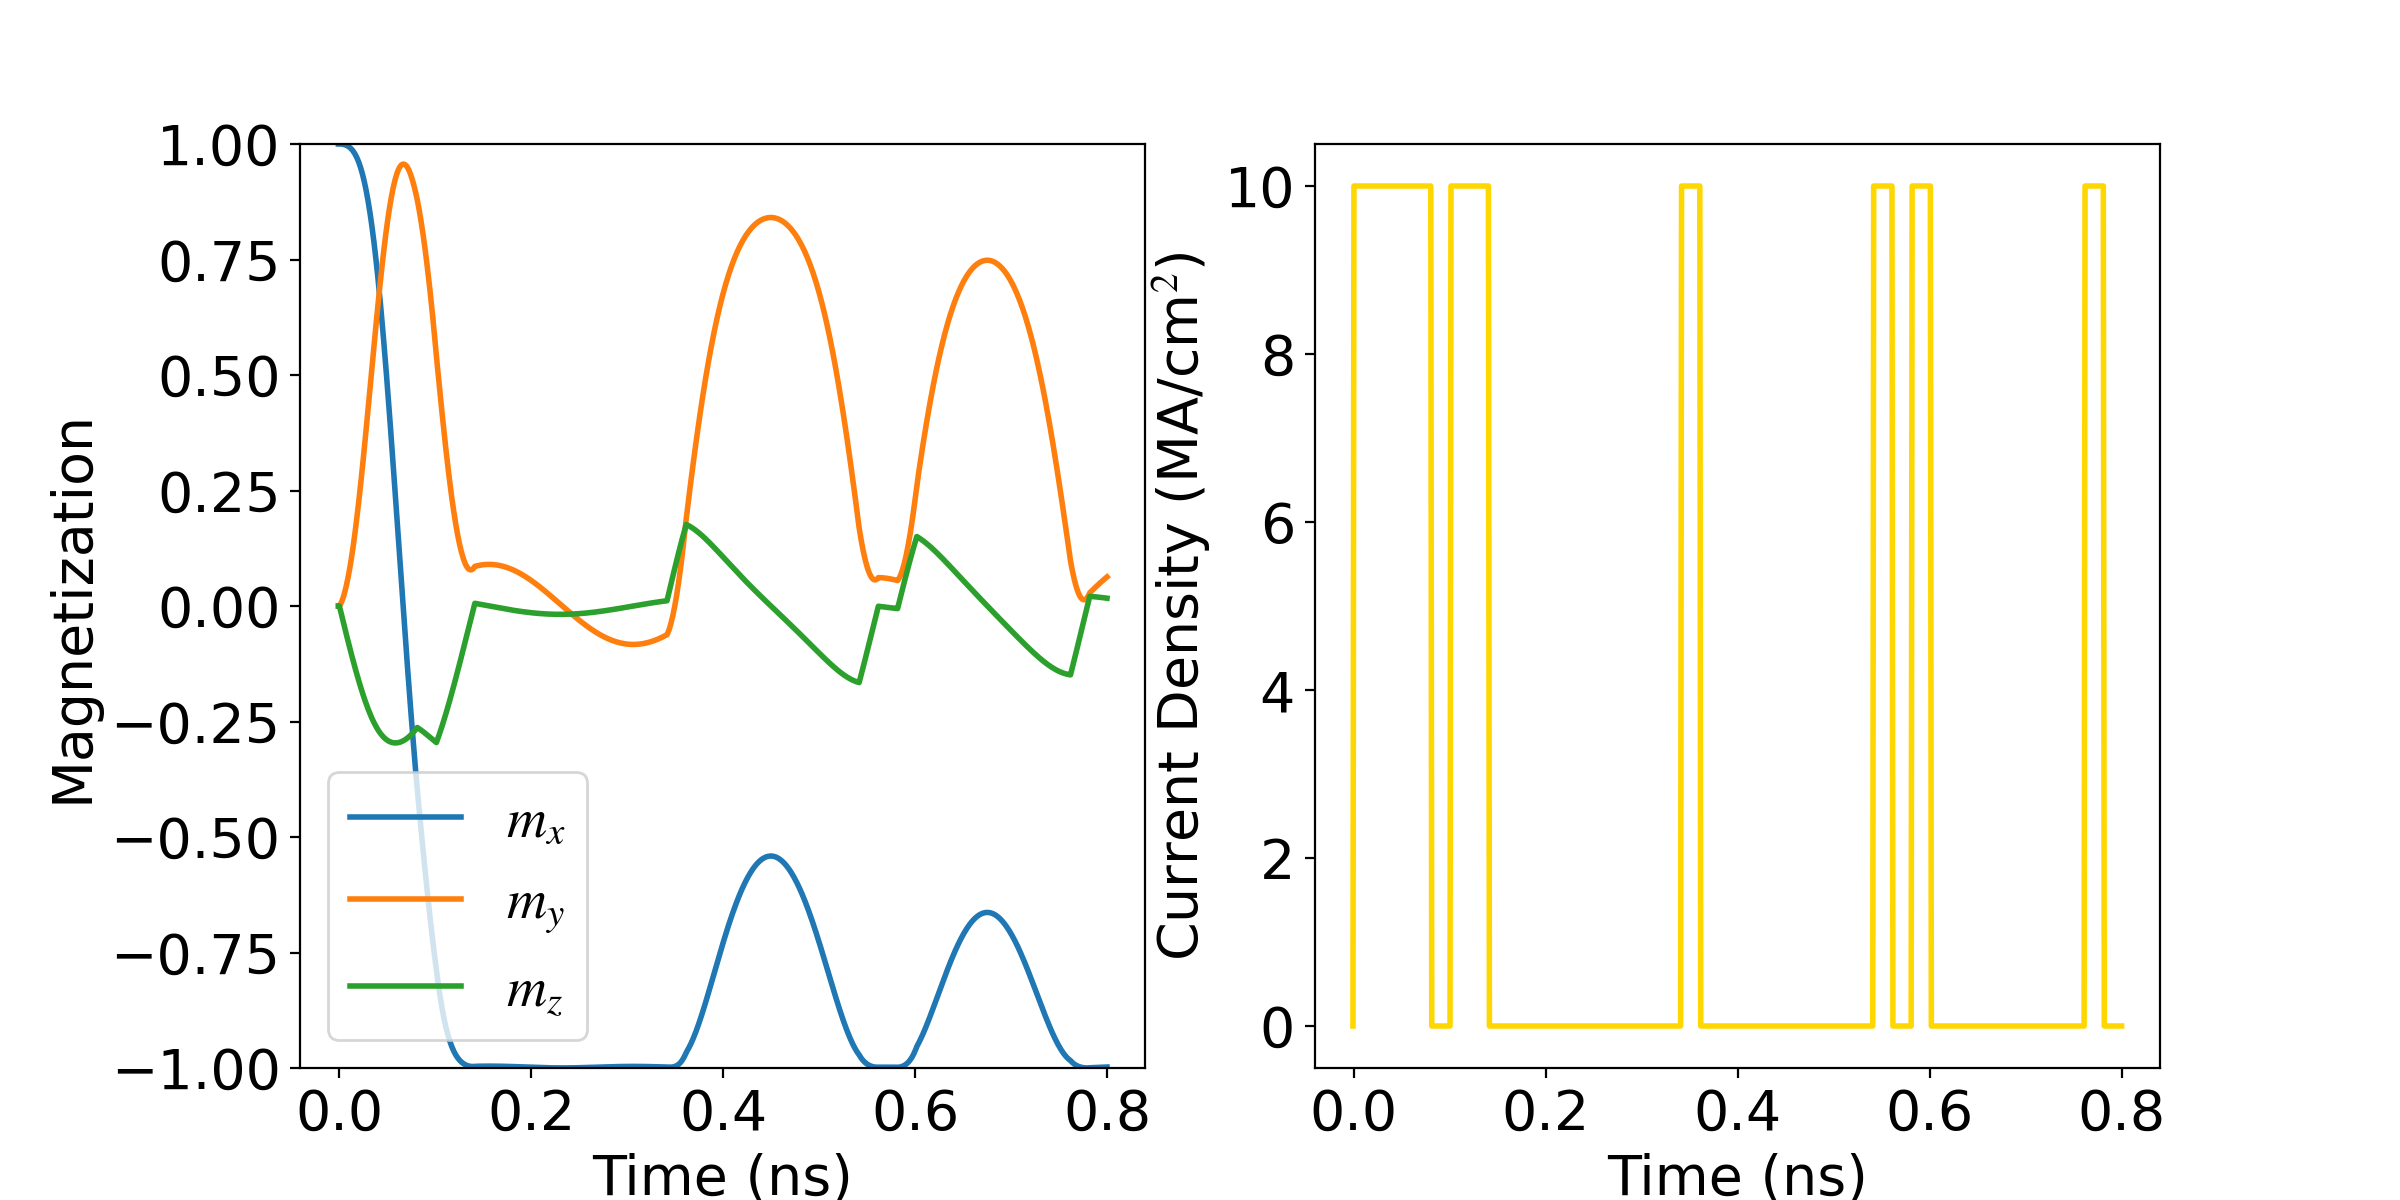 Magnetization
1.00
0.75
0.50
0.25
0.00
−0.25
−0.50
−0.75
−1.00
m_x
m_y
m_z
0.0 0.2 0.4 0.6 0.8
Time (ns)
Current Density (MA/cm²)
10
8
6
4
2
0
0.0 0.2 0.4 0.6 0.8
Time (ns)